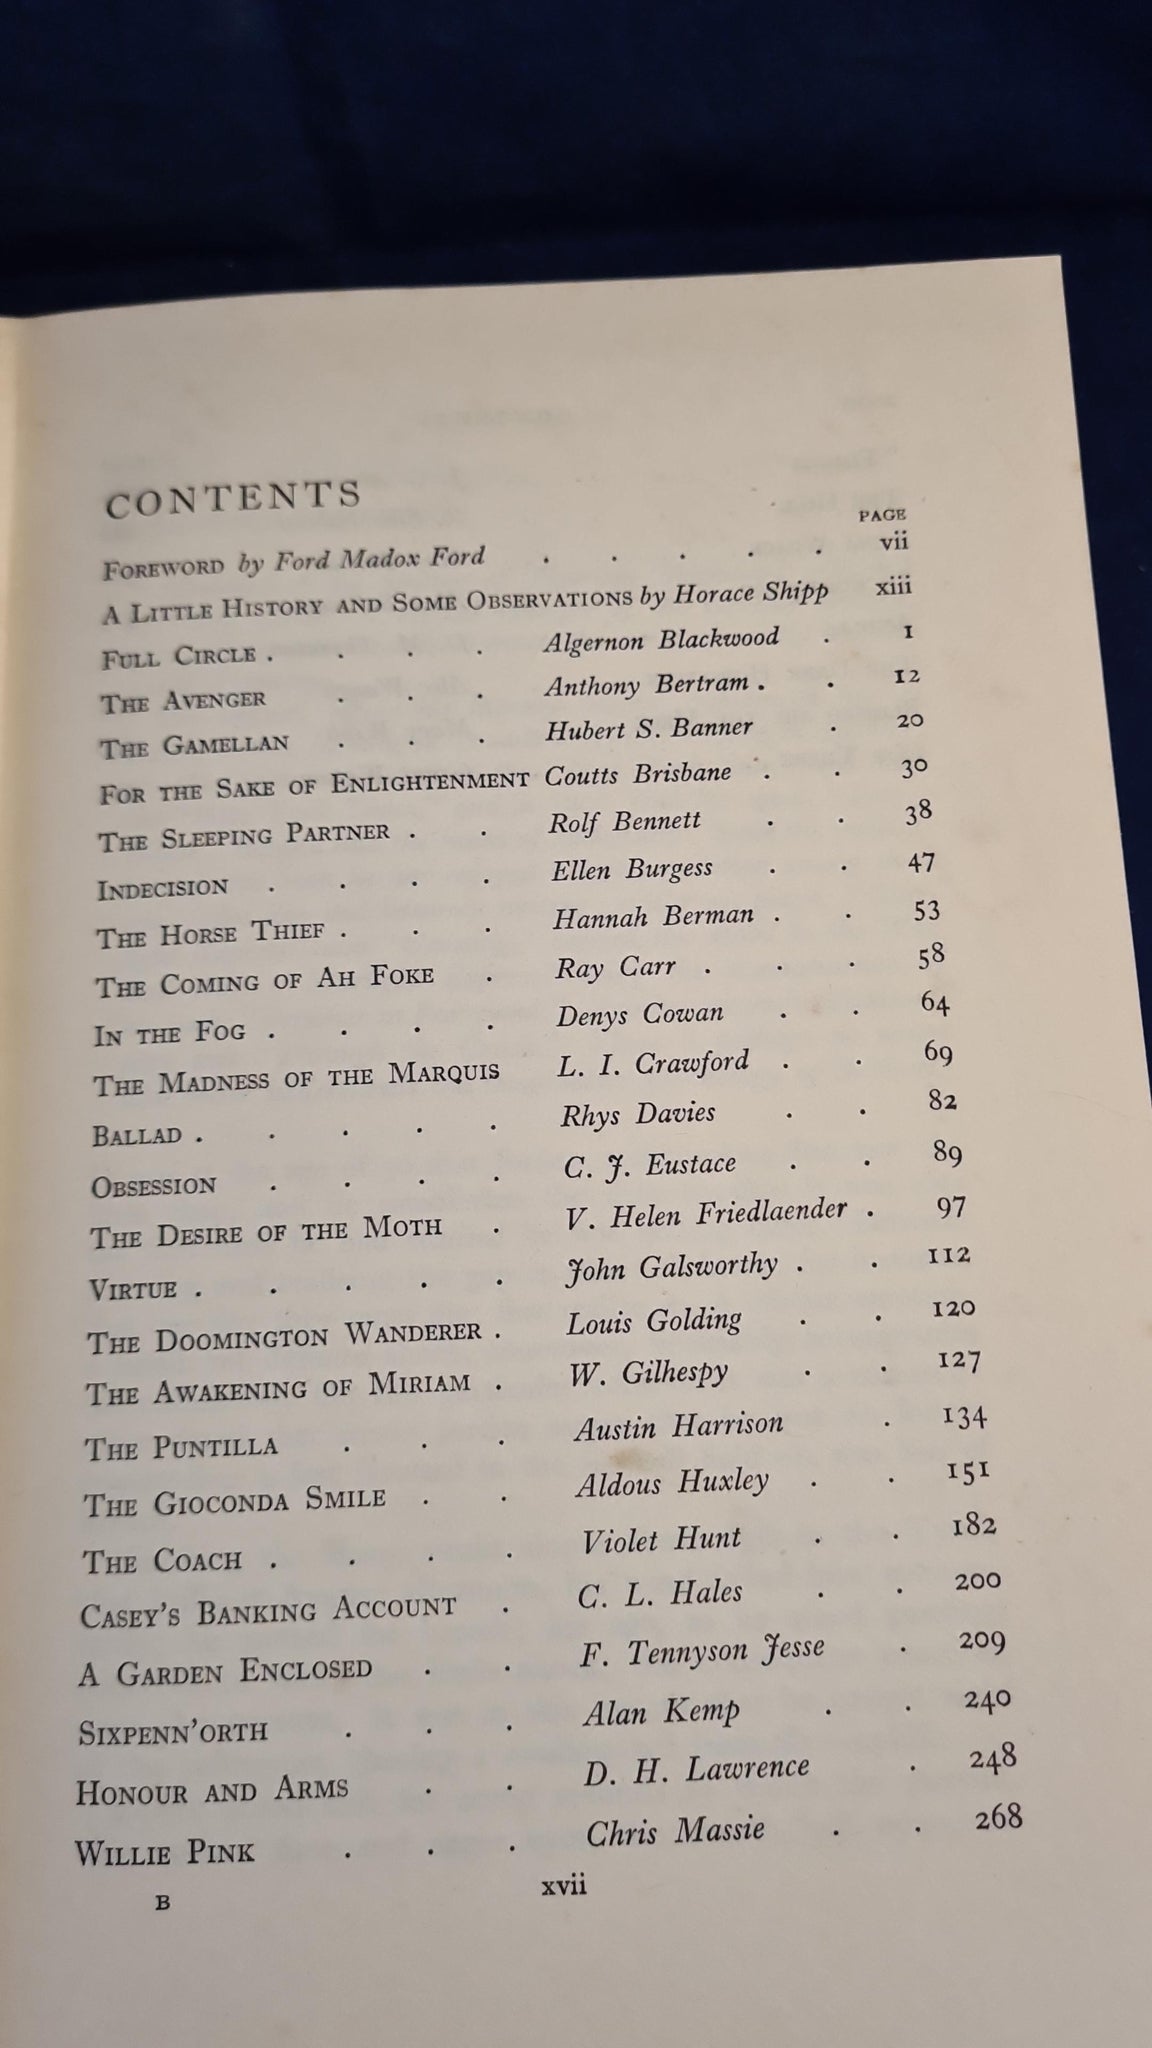 CONTENTS
PAGE
FOREWORD by Ford Madox Ford . . . . . vii
A LITTLE HISTORY AND SOME OBSERVATIONS by Horace Shipp xiii
FULL CIRCLE . . . . Algernon Blackwood . 1
THE AVENGER . . . Anthony Bertram . . 12
THE GAMELLAN . . . Hubert S. Banner . 20
FOR THE SAKE OF ENLIGHTENMENT Coutts Brisbane . . 30
THE SLEEPING PARTNER . . Rolf Bennett . . 38
INDECISION . . . . Ellen Burgess . . 47
THE HORSE THIEF . . . Hannah Berman . . 53
THE COMING OF AH FOKE . Ray Carr . . . 58
IN THE FOG . . . . Denys Cowan . . 64
THE MADNESS OF THE MARQUIS L. I. Crawford . . 69
BALLAD . . . . . Rhys Davies . . 82
OBSESSION . . . . C. J. Eustace . . 89
THE DESIRE OF THE MOTH . V. Helen Friedlaender . 97
VIRTUE . . . . . John Galsworthy . . 112
THE DOOMINGTON WANDERER . Louis Golding . . 120
THE AWAKENING OF MIRIAM . W. Gilhespy . . 127
THE PUNTILLA . . . Austin Harrison . 134
THE GIOCONDA SMILE . . Aldous Huxley . . 151
THE COACH . . . . Violet Hunt . . 182
CASEY'S BANKING ACCOUNT . C. L. Hales . . 200
A GARDEN ENCLOSED . . F. Tennyson Jesse . 209
SIXPENN'ORTH . . . Alan Kemp . . 240
HONOUR AND ARMS . . D. H. Lawrence . 248
WILLIE PINK . . . Chris Massie . . 268
B xvii